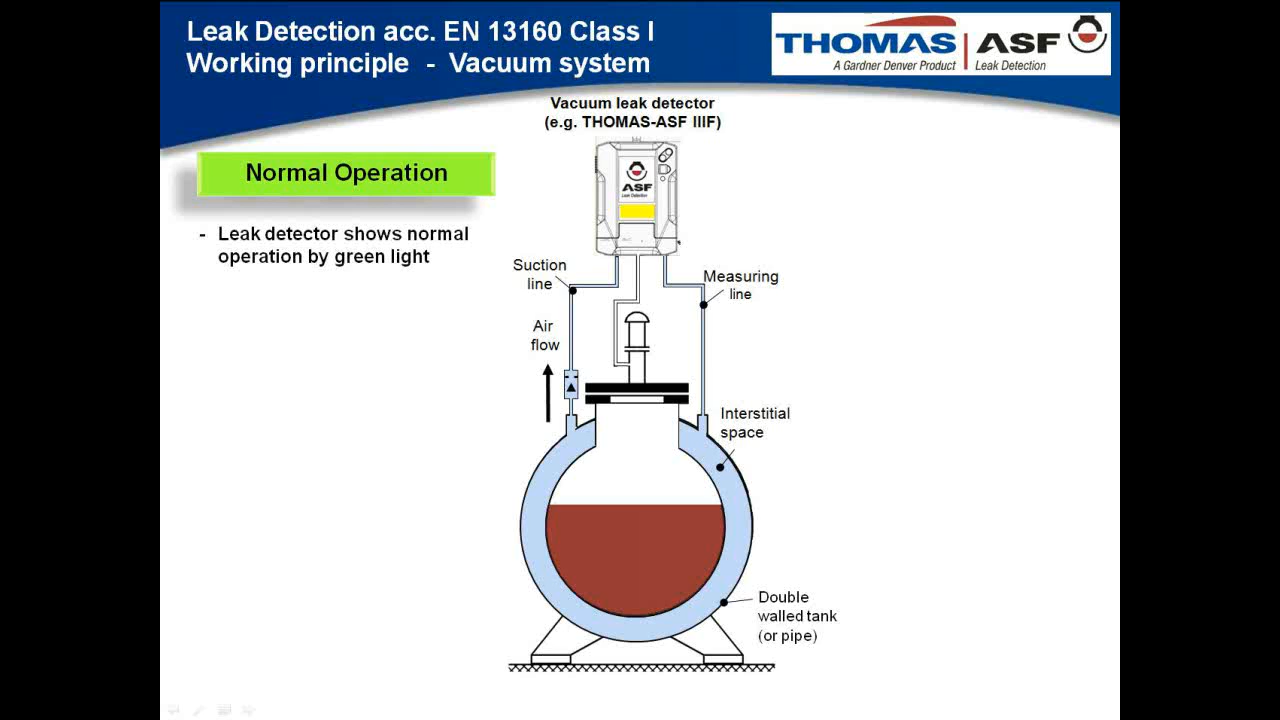 Leak Detection acc. EN 13160 Class I
Working principle - Vacuum system
THOMAS
A Gardner Denver Product
ASF
Leak Detection
Vacuum leak detector
(e.g. THOMAS-ASF IIIF)
Normal Operation
- Leak detector shows normal
operation by green light
ASF
Leak Detection
Suction
line
Measuring
line
Air
flow
Interstitial
space
Double
walled tank
(or pipe)